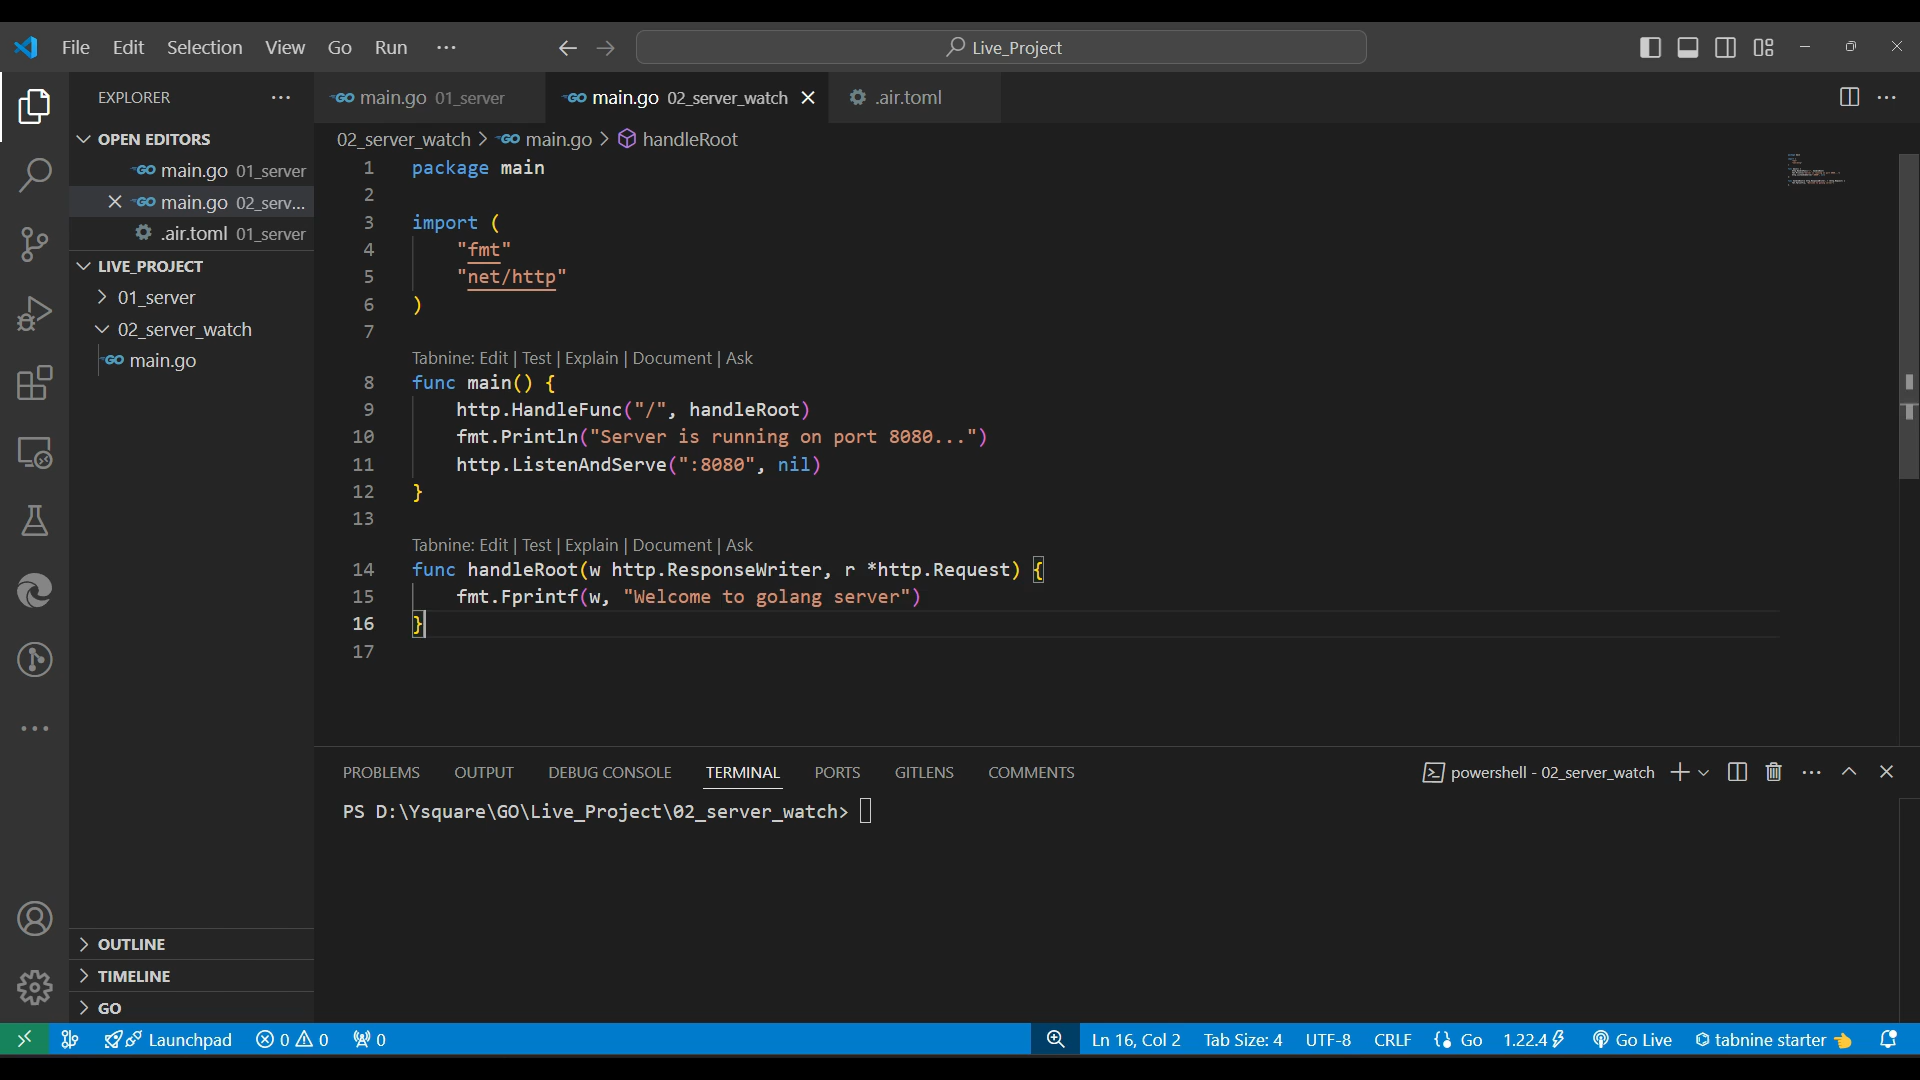 File Edit Selection View Go Run ··· ← → Live_Project
EXPLORER ···
OPEN EDITORS
main.go 01_server
main.go 02_serv...
.air.toml 01_server
LIVE_PROJECT
01_server
02_server_watch
main.go
OUTLINE
TIMELINE
GO
main.go 01_server main.go 02_server_watch .air.toml
02_server_watch > main.go > handleRoot
1 package main
2
3 import (
4 "fmt"
5 "net/http"
6 )
7
Tabnine: Edit | Test | Explain | Document | Ask
8 func main() {
9 http.HandleFunc("/", handleRoot)
10 fmt.Println("Server is running on port 8080...")
11 http.ListenAndServe(":8080", nil)
12 }
13
Tabnine: Edit | Test | Explain | Document | Ask
14 func handleRoot(w http.ResponseWriter, r *http.Request) {
15 fmt.Fprintf(w, "Welcome to golang server")
16 }
17
PROBLEMS OUTPUT DEBUG CONSOLE TERMINAL PORTS GITLENS COMMENTS powershell - 02_server_watch
PS D:\Ysquare\GO\Live_Project\02_server_watch>
Launchpad 0 0 0 Ln 16, Col 2 Tab Size: 4 UTF-8 CRLF Go 1.22.4 Go Live tabnine starter